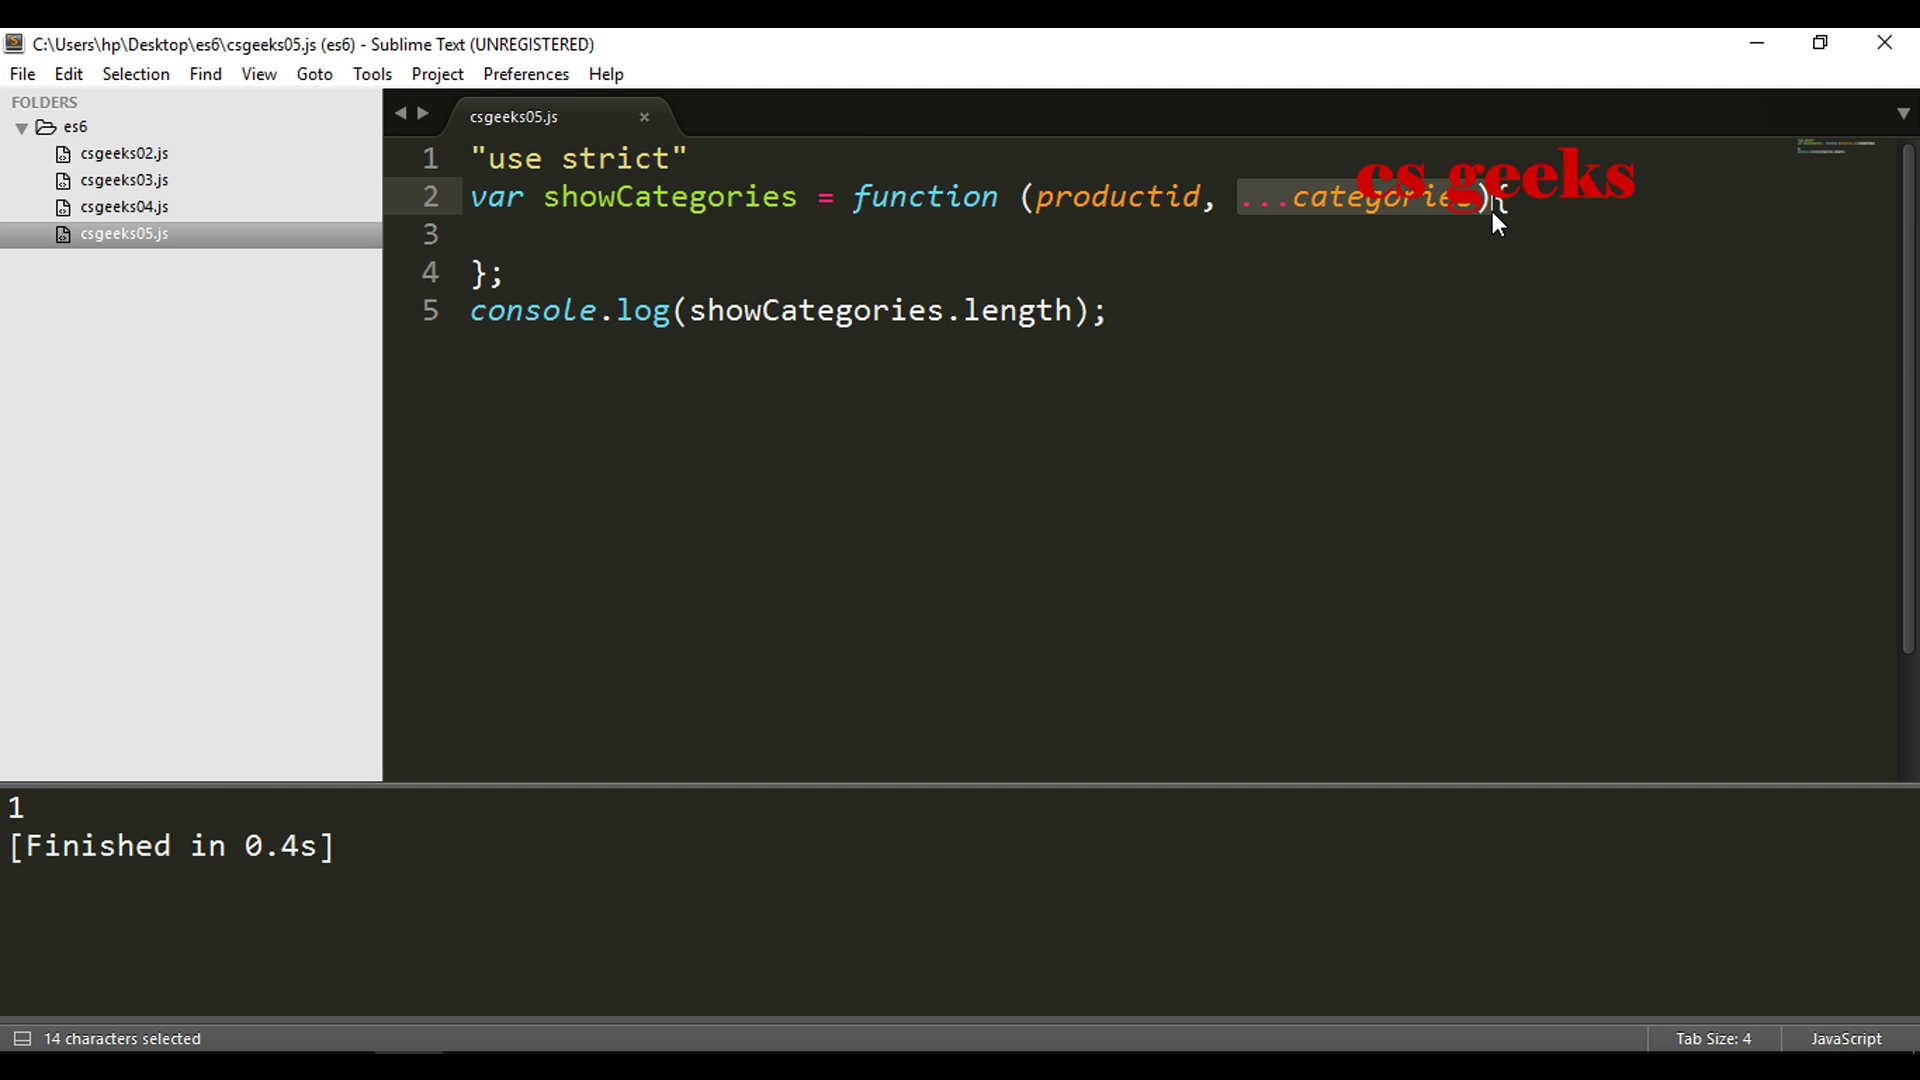 C:\Users\hp\Desktop\es6\csgeeks05.js (es6) - Sublime Text (UNREGISTERED)
File Edit Selection Find View Goto Tools Project Preferences Help
FOLDERS
es6
csgeeks02.js
csgeeks03.js
csgeeks04.js
csgeeks05.js
csgeeks05.js
cs geeks
1 "use strict"
2 var showCategories = function (productid, ...categories){
3
4 };
5 console.log(showCategories.length);
1
[Finished in 0.4s]
14 characters selected
Tab Size: 4
JavaScript